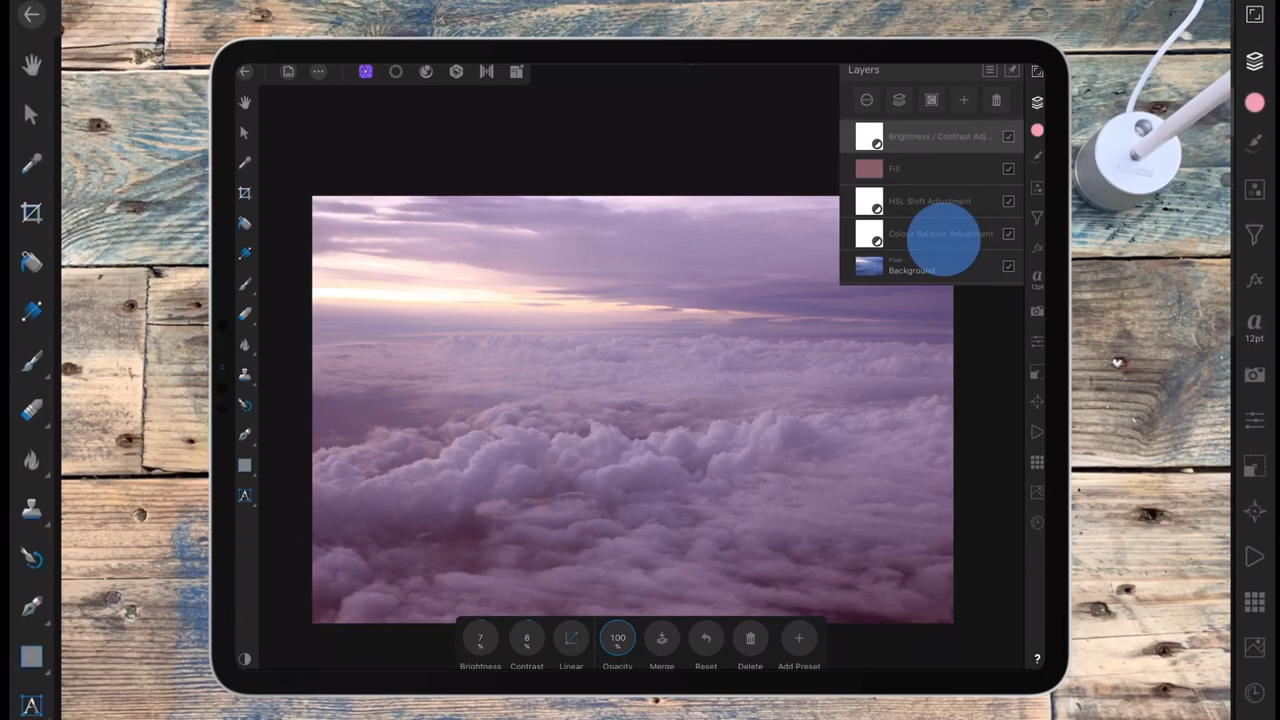 Layers
Brightness / Contrast Adj...
Fill
HSL Shift Adjustment
Colour Balance Adjustment
Pixel
Background
a
12pt
a
12pt
A
A
?
7
%
8
%
100
%
Brightness
Contrast
Linear
Opacity
Merge
Reset
Delete
Add Preset